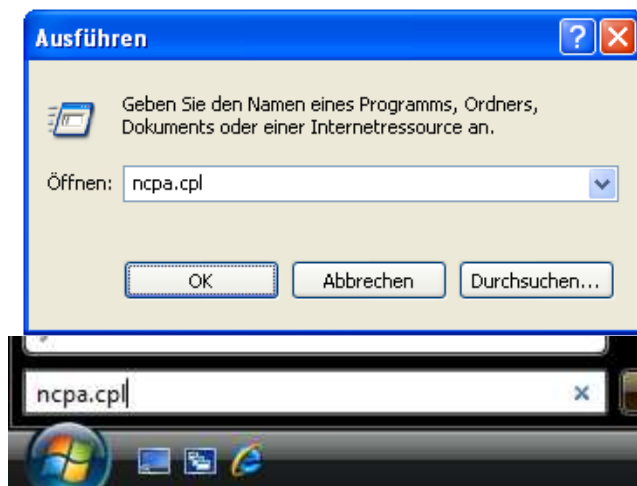 Ausführen
Geben Sie den Namen eines Programms, Ordners,
Dokuments oder einer Internetressource an.
Öffnen: ncpa.cpl
OK Abbrechen Durchsuchen...
ncpa.cpl